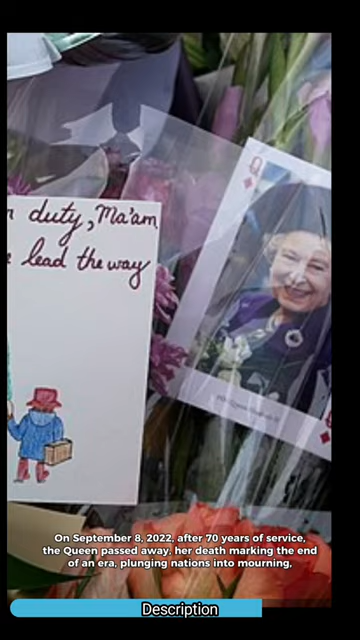 duty, Ma'am
lead the way
Q
On September 8, 2022, after 70 years of service,
the Queen passed away, her death marking the end
of an era, plunging nations into mourning,
Description